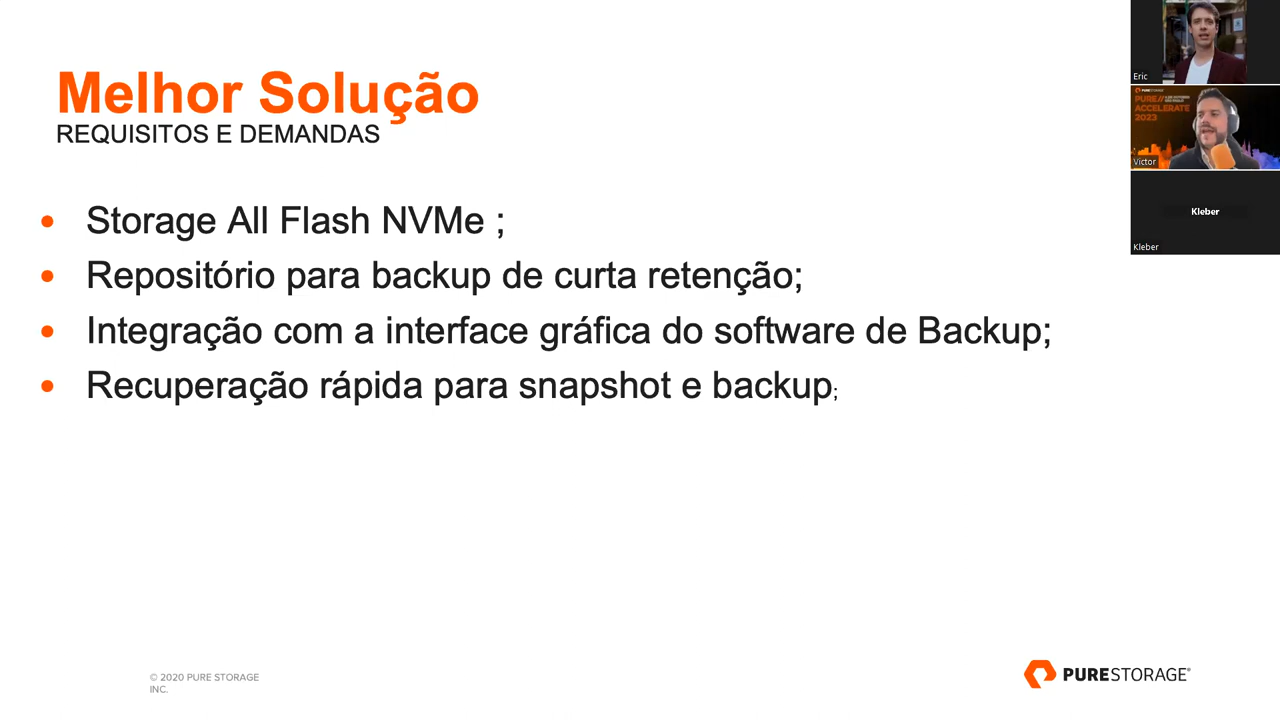 Melhor Solução
REQUISITOS E DEMANDAS
• Storage All Flash NVMe ;
• Repositório para backup de curta retenção;
• Integração com a interface gráfica do software de Backup;
• Recuperação rápida para snapshot e backup;
© 2020 PURE STORAGE
INC.
PURESTORAGE®
Eric
PURESTORAGE
PURE//
ACCELERATE
2023
Victor
Kleber
Kleber